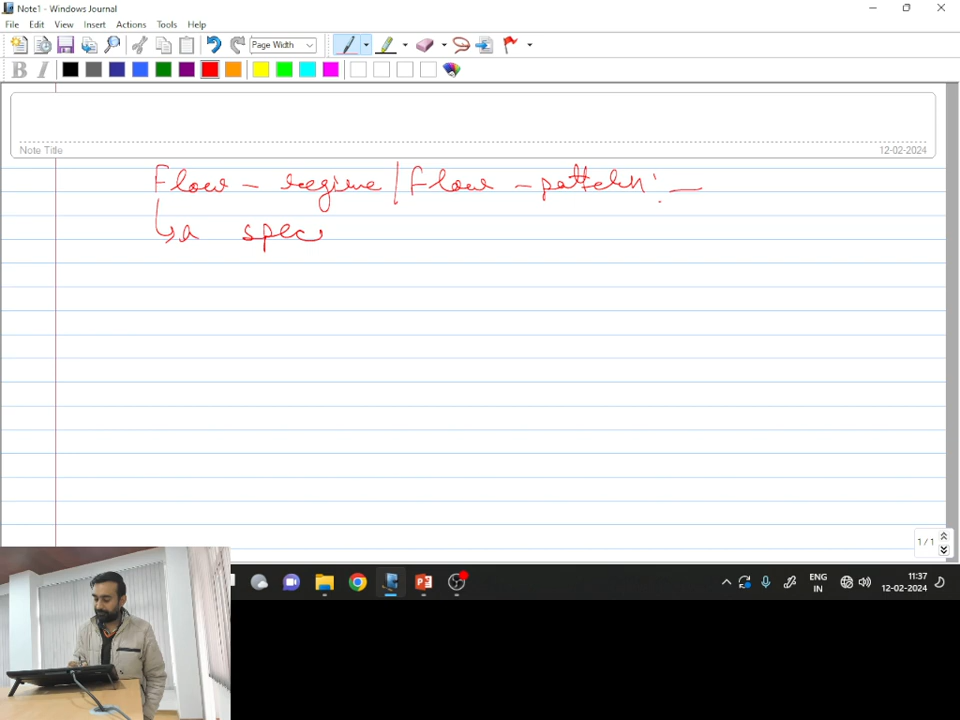 Note1 - Windows Journal
File Edit View Insert Actions Tools Help
Page Width
B I
Note Title 12-02-2024
Flow - regime / flow - pattern : —
a spec
1 / 1
ENG 11:37
IN 12-02-2024